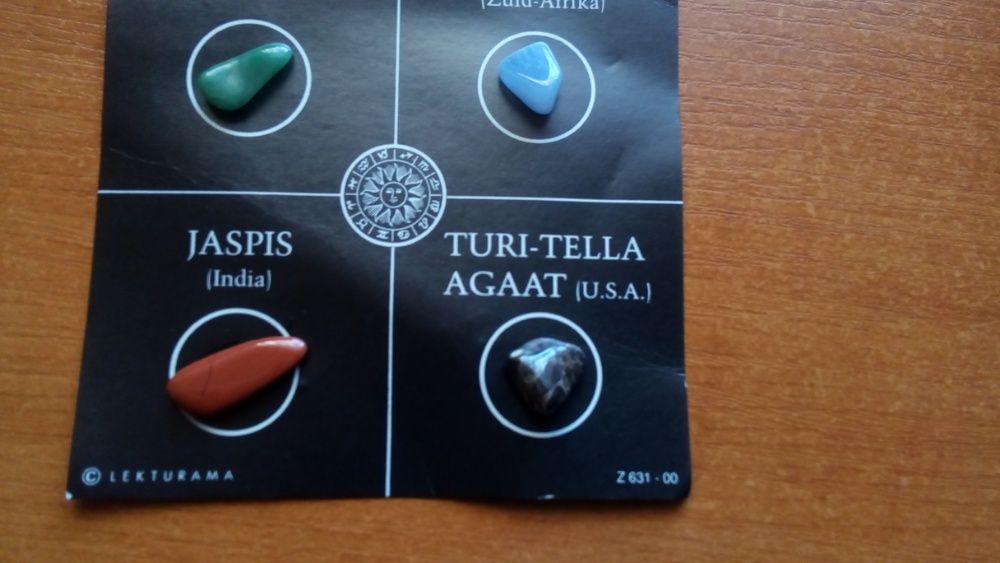 (Zuid-Afrika)
JASPIS
(India)
TURI-TELLA
AGAAT (U.S.A.)
© LEKTURAMA
Z 631 - 00